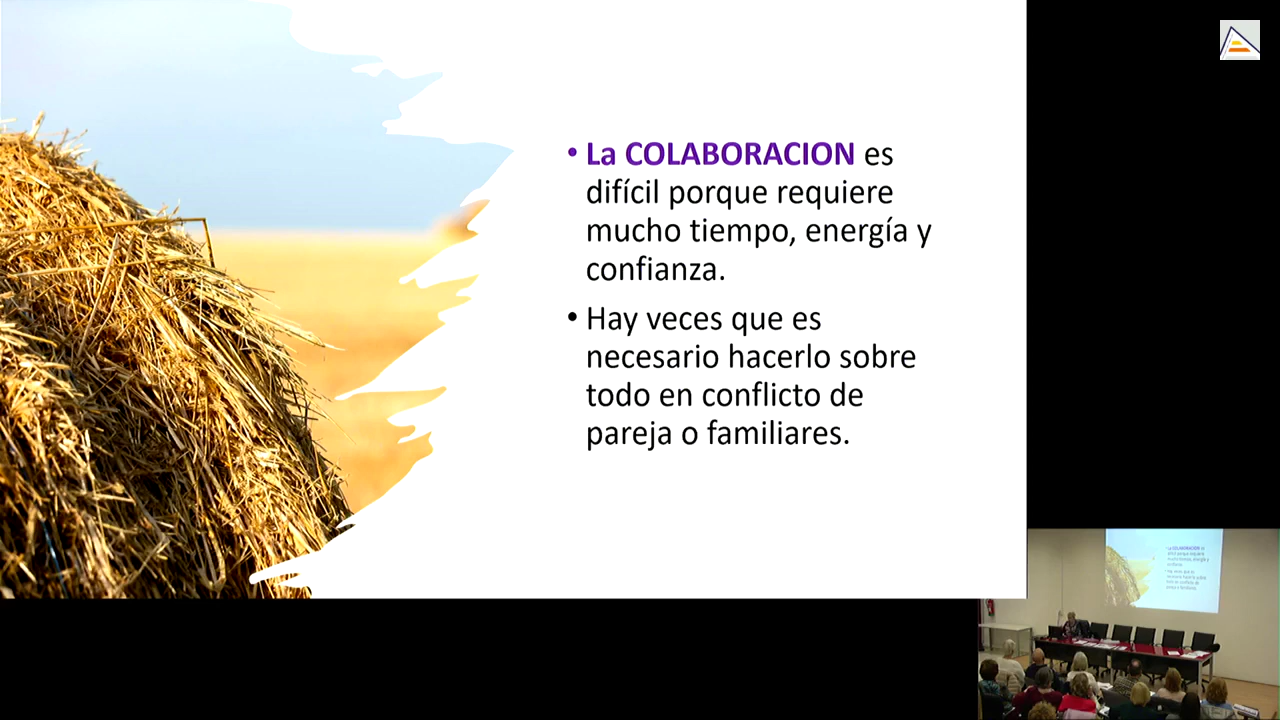 • La COLABORACION es
difícil porque requiere
mucho tiempo, energía y
confianza.
• Hay veces que es
necesario hacerlo sobre
todo en conflicto de
pareja o familiares.